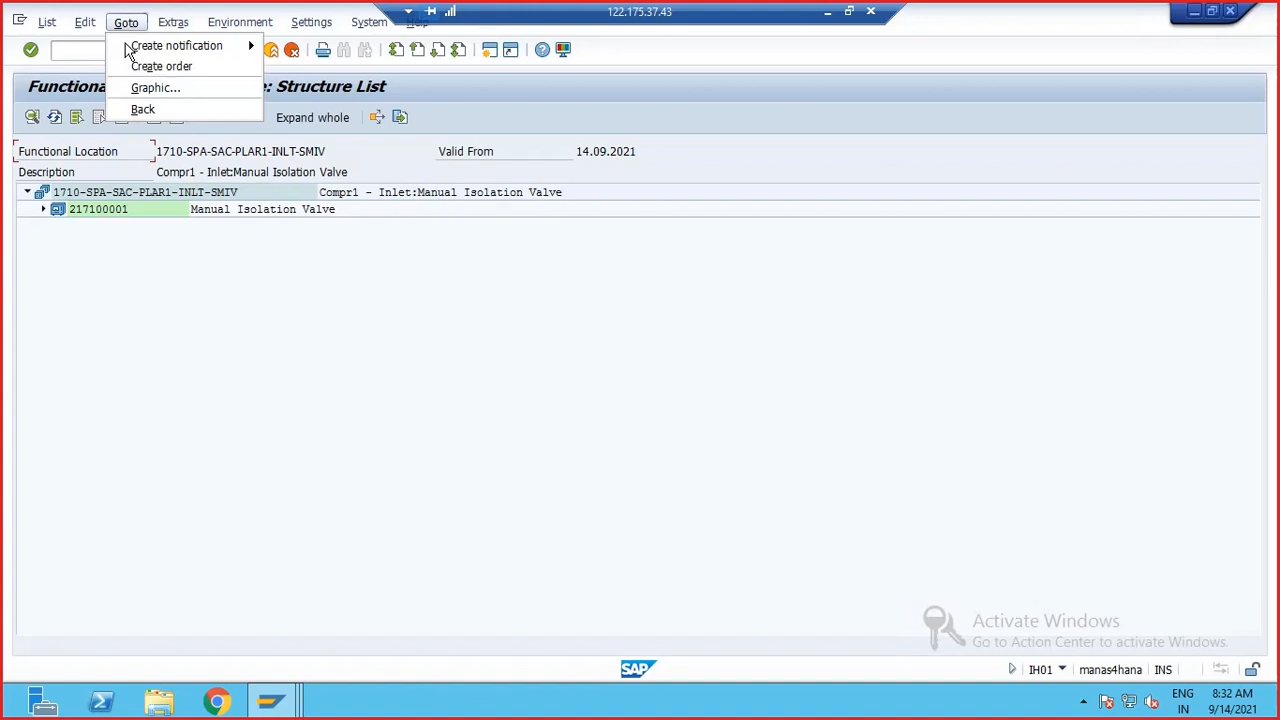 List Edit Goto Extras Environment Settings System Help
122.175.37.43
Create notification
Create order
Graphic...
Back
Functiona : Structure List
Expand whole
Functional Location 1710-SPA-SAC-PLAR1-INLT-SMIV Valid From 14.09.2021
Description Compr1 - Inlet:Manual Isolation Valve
1710-SPA-SAC-PLAR1-INLT-SMIV Compr1 - Inlet:Manual Isolation Valve
217100001 Manual Isolation Valve
Activate Windows
Go to Action Center to activate Windows.
SAP
IH01 manas4hana INS
ENG 8:32 AM
IN 9/14/2021